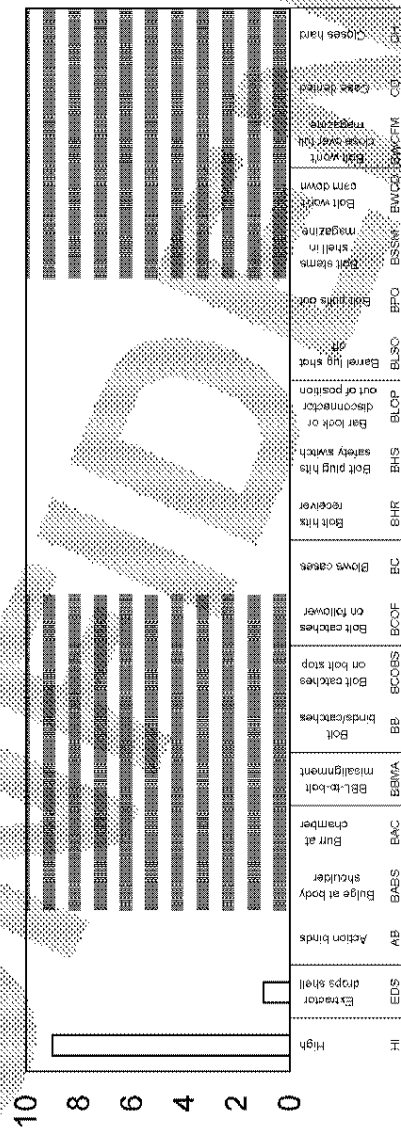 10
8
6
4
2
0
High
HI
Extractor
drops shell
EDS
Action binds
AB
Bulge at body
shoulder
BABS
Burr at
chamber
BAC
BBL-to-bolt
misalignment
BBMA
Bolt
binds/catches
BB
Bolt catches
on bolt stop
BCOBS
Bolt catches
on follower
BCOF
Blows cases
BC
Bolt hits
receiver
BHR
Bolt plug hits
safety switch
BHS
Bar lock or
disconnector
out of position
BLOP
Barrel lug shot
off
BLSO
Bolt pulls out
BPO
Bolt stems
shell in
magazine
BSSM
Bolt won't
cam down
BWCD
Bolt won't
close over full
magazine
BWCFM
Case dented
CD
Closes hard
CH